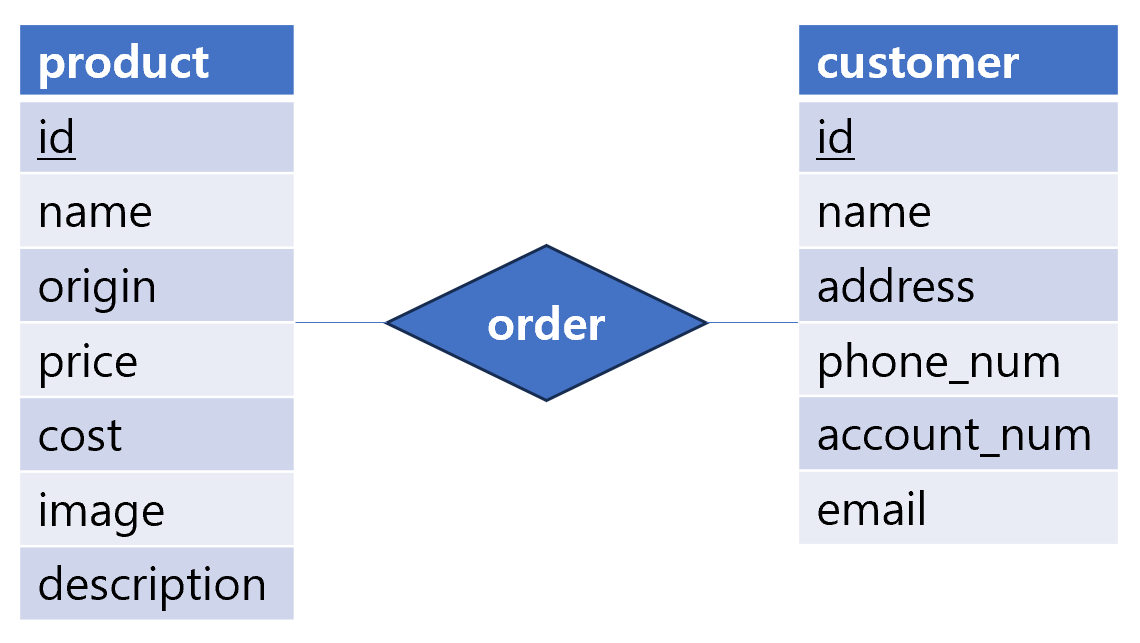 product
id
name
origin
price
cost
image
description
order
customer
id
name
address
phone_num
account_num
email